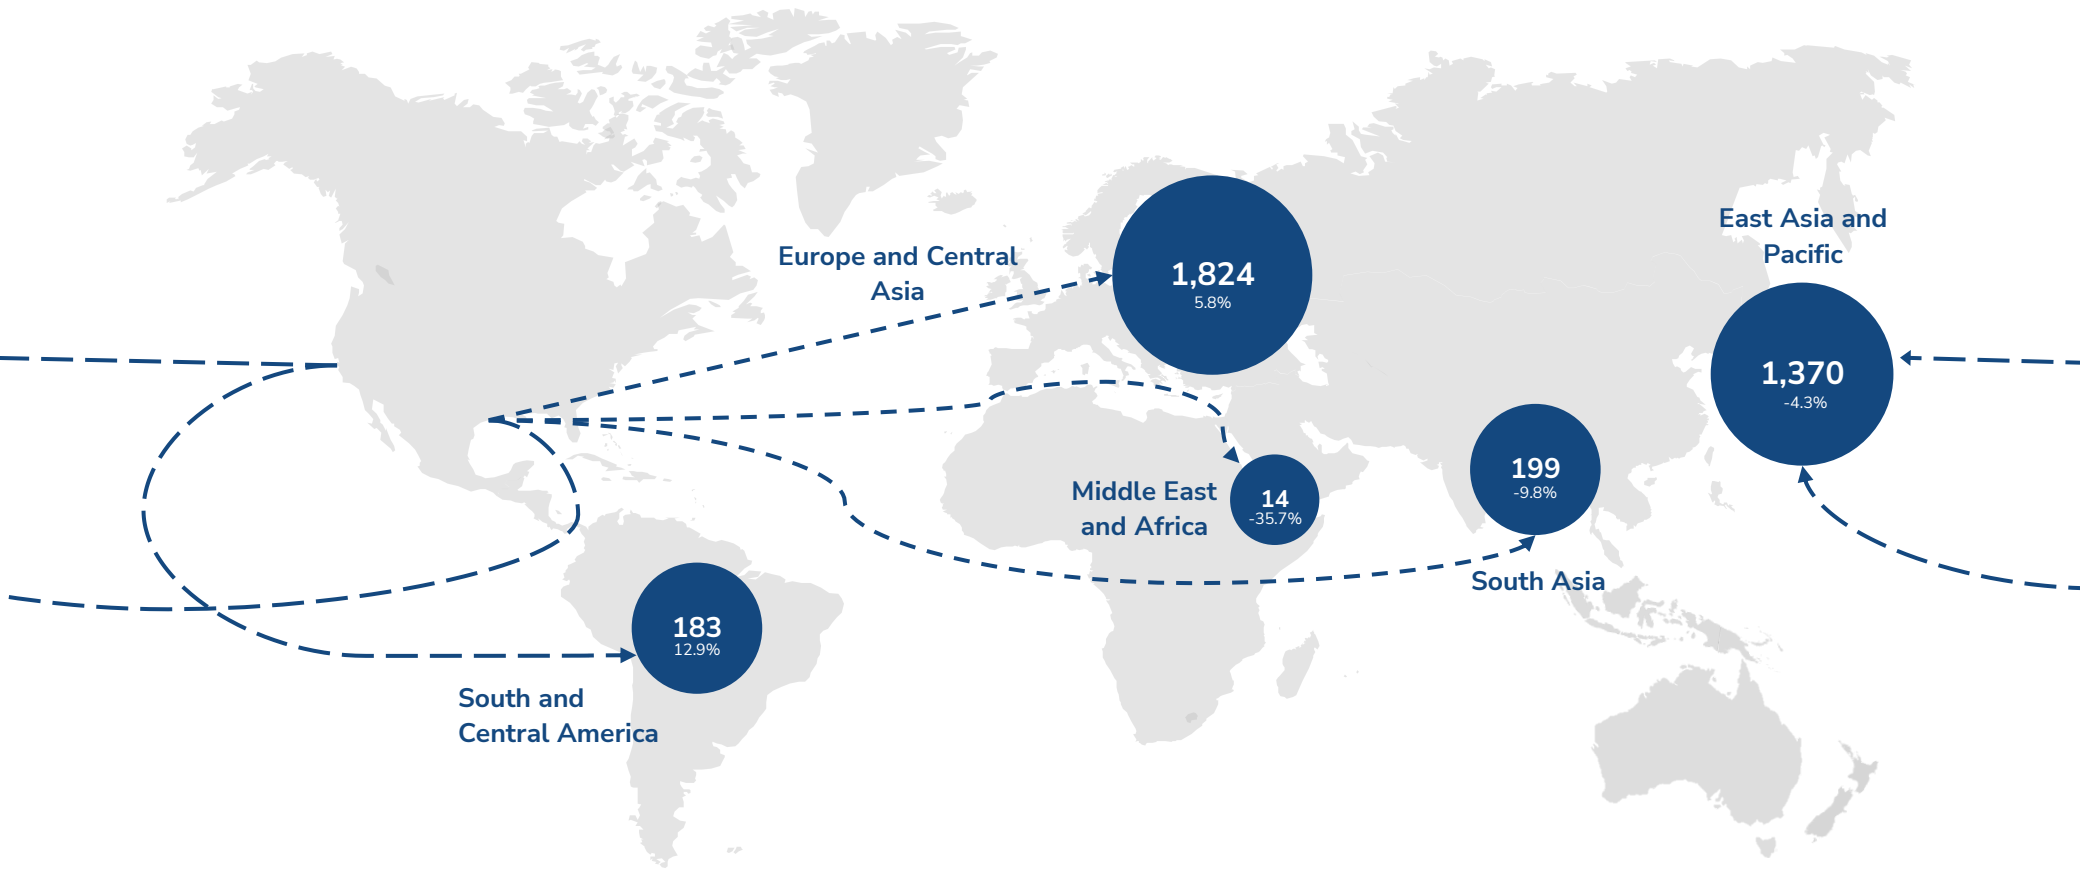 Europe and Central
Asia
1,824
5.8%
East Asia and
Pacific
1,370
-4.3%
Middle East
and Africa
14
-35.7%
199
-9.8%
South Asia
183
12.9%
South and
Central America